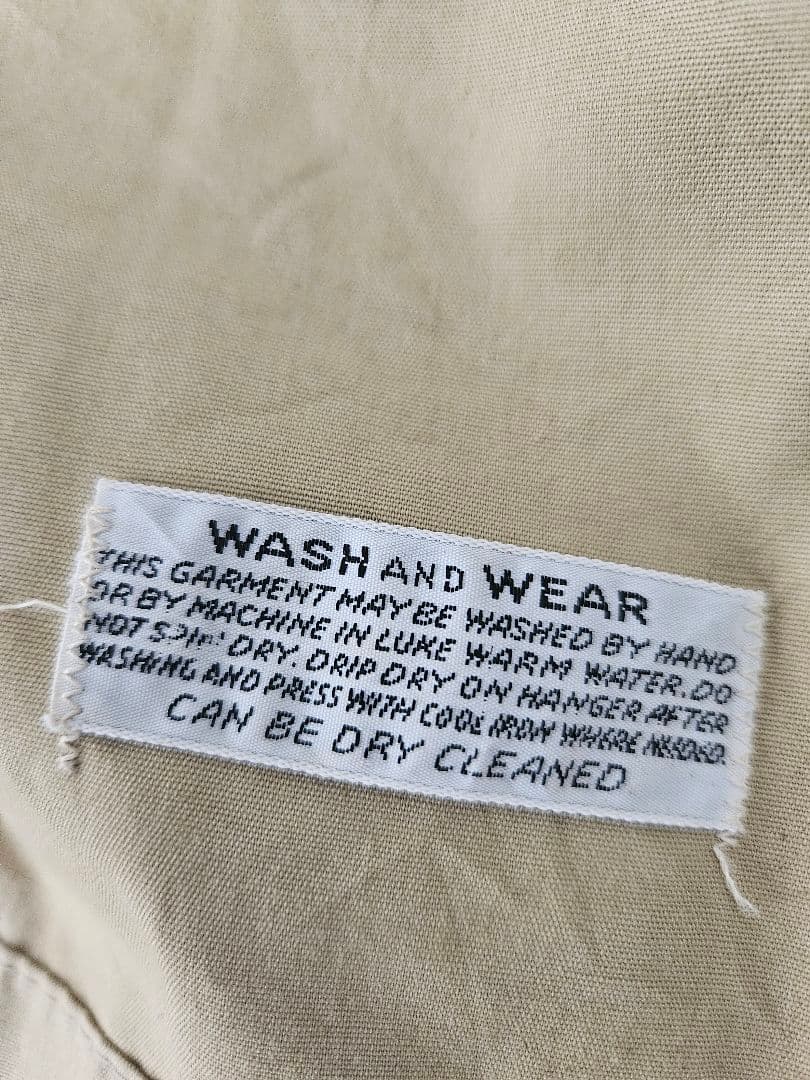 WASH AND WEAR
THIS GARMENT MAY BE WASHED BY HAND
OR BY MACHINE IN LUKE WARM WATER. DO
NOT SPIN DRY. DRIP DRY ON HANGER AFTER
WASHING AND PRESS WITH COOL IRON WHERE NEEDED.
CAN BE DRY CLEANED